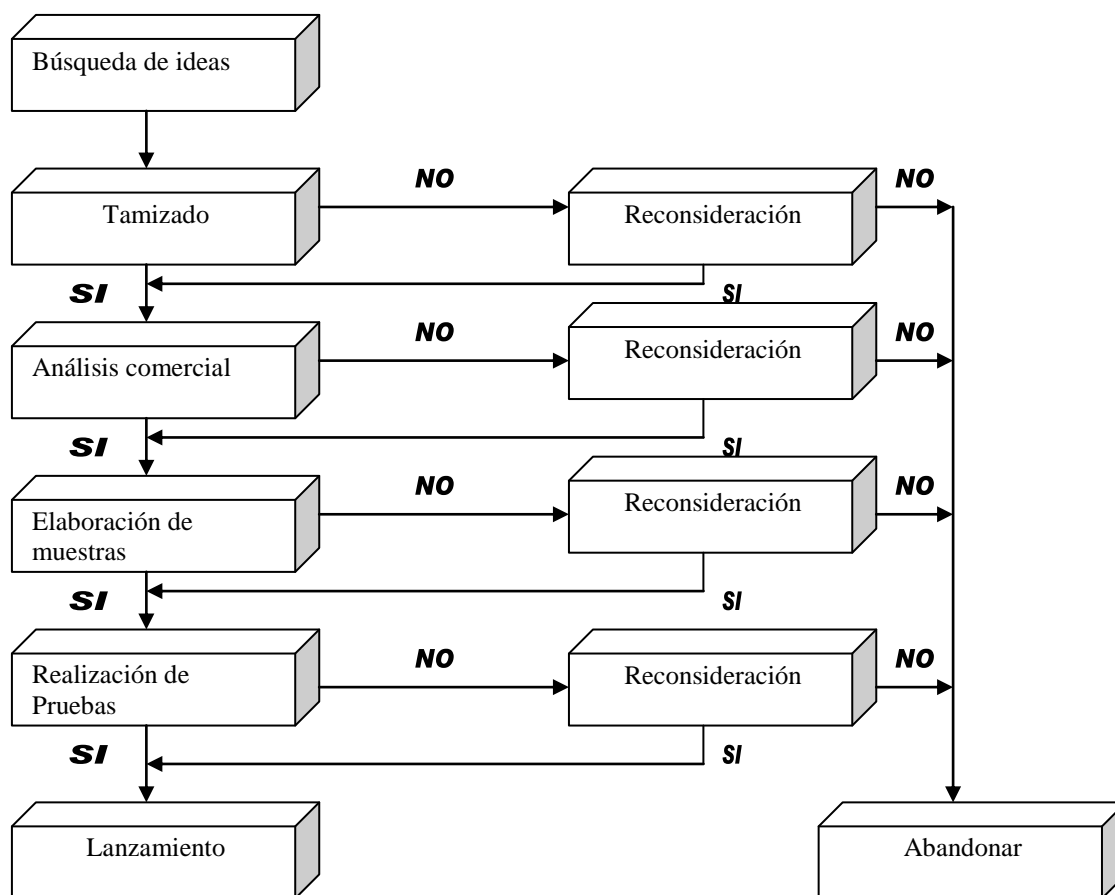 Búsqueda de ideas
NO
NO
Tamizado
Reconsideración
SI
SI
NO
NO
Análisis comercial
Reconsideración
SI
SI
NO
NO
Elaboración de
muestras
Reconsideración
SI
SI
NO
NO
Realización de
Pruebas
Reconsideración
SI
SI
Lanzamiento
Abandonar